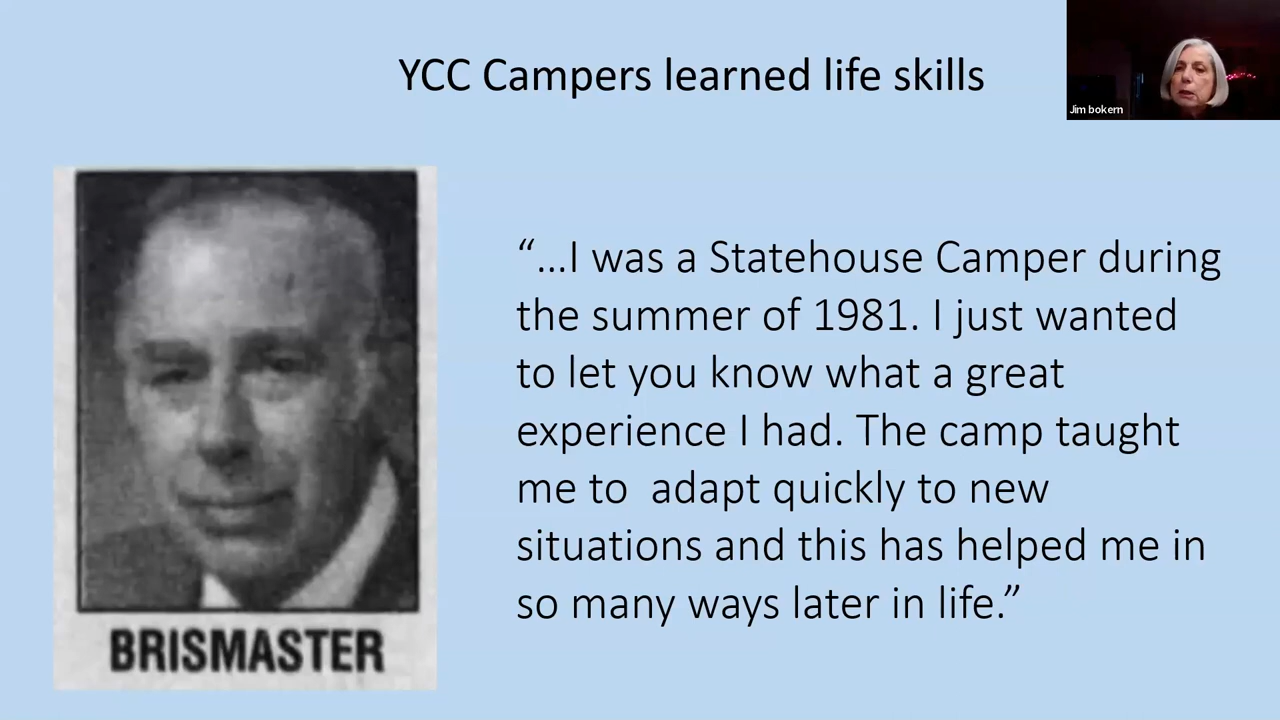 YCC Campers learned life skills
Jim bokern
“...I was a Statehouse Camper during
the summer of 1981. I just wanted
to let you know what a great
experience I had. The camp taught
me to  adapt quickly to new
situations and this has helped me in
so many ways later in life.”
BRISMASTER